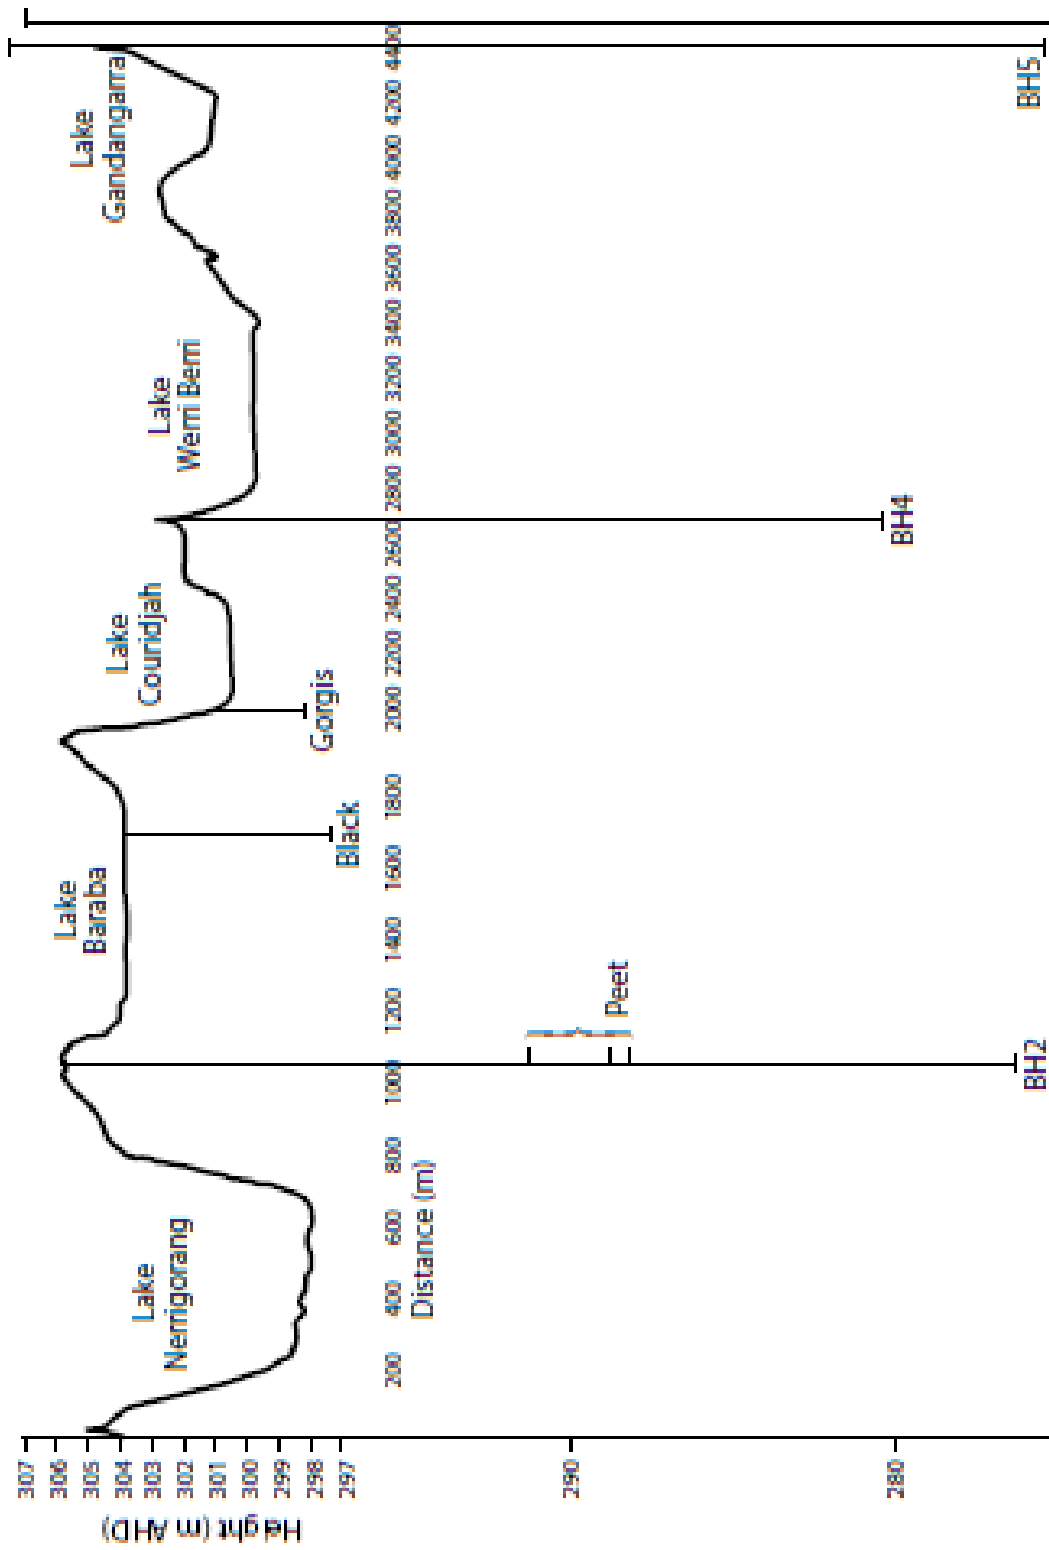 Height (m AHD)
307
306
305
304
303
302
301
300
299
298
297
290
280
Lake
Nerrigorang
Lake
Baraba
Lake
Couridjah
Lake
Werri Berri
Lake
Gandangarra
200
400
600
800
1000
1200
1400
1600
1800
2000
2200
2400
2600
2800
3000
3200
3400
3600
3800
4000
4200
4400
Distance (m)
Black
Gorgis
Peet
BH2
BH4
BH5